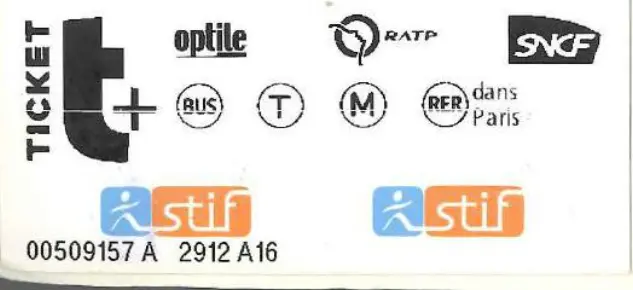 TICKET t+
optile RATP SNCF
BUS T M RER dans Paris
stif stif
00509157 A 2912 A16